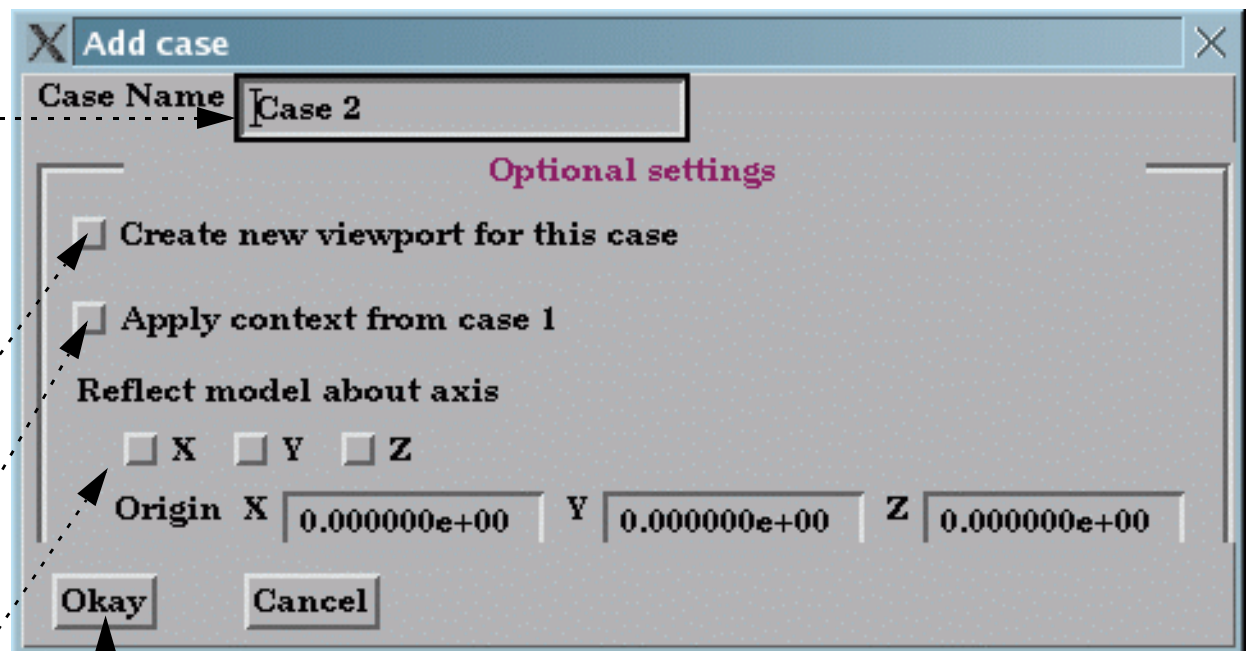 Add case
Case Name Case 2
Optional settings
Create new viewport for this case
Apply context from case 1
Reflect model about axis
X Y Z
Origin X 0.000000e+00 Y 0.000000e+00 Z 0.000000e+00
Okay Cancel